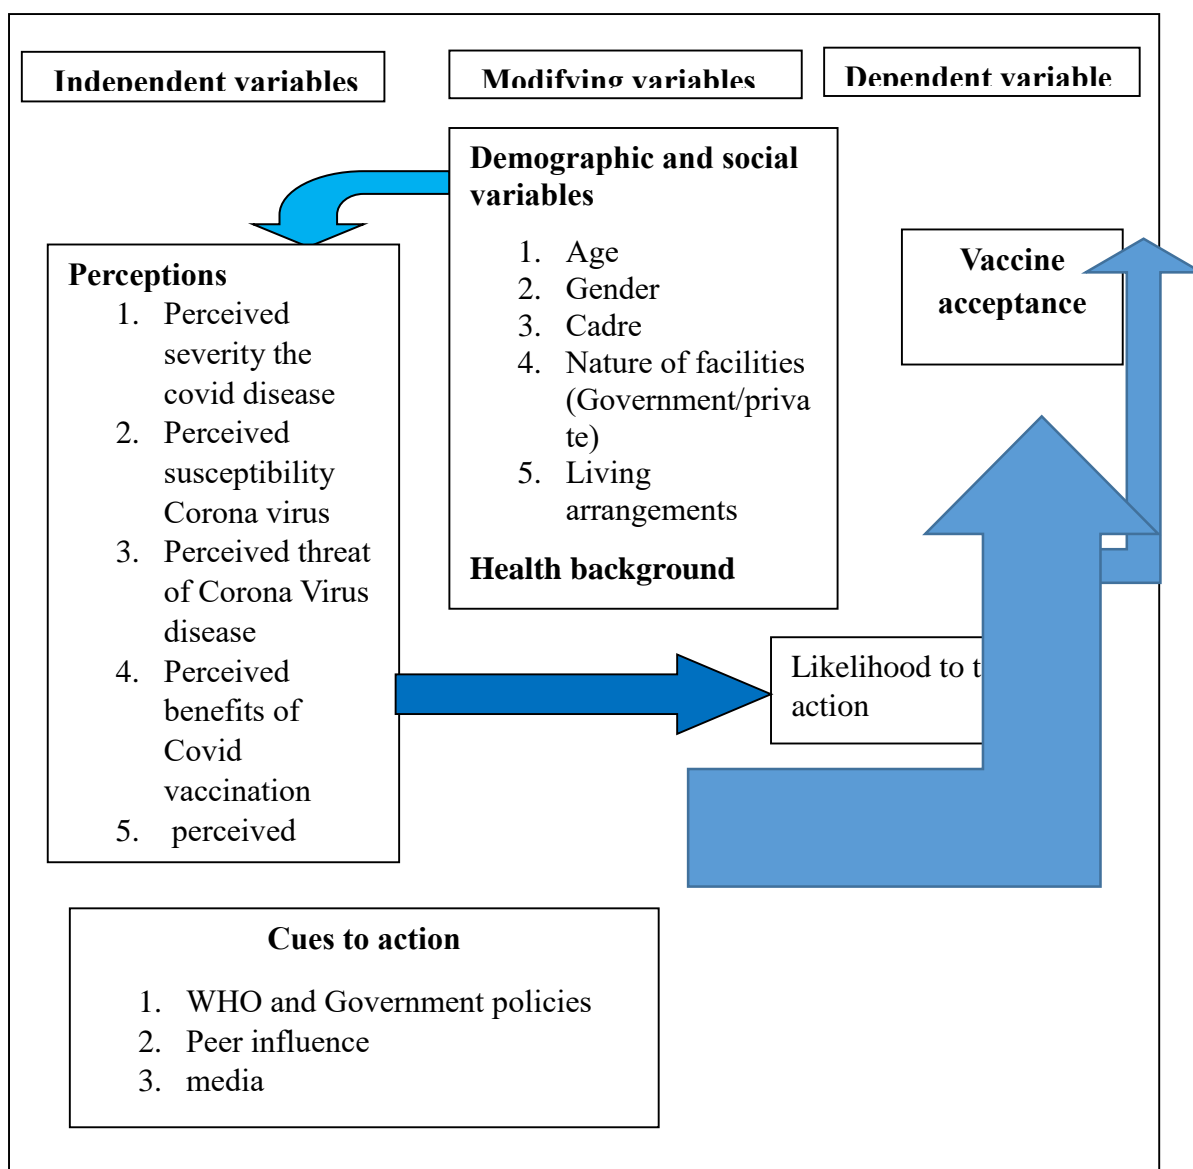 Independent variables
Modifying variables
Dependent variable
Demographic and social
variables
1. Age
2. Gender
3. Cadre
4. Nature of facilities
(Government/priva
te)
5. Living
arrangements
Health background
Perceptions
1. Perceived
severity the
covid disease
2. Perceived
susceptibility
Corona virus
3. Perceived threat
of Corona Virus
disease
4. Perceived
benefits of
Covid
vaccination
5. perceived
Vaccine
acceptance
Likelihood to t
action
Cues to action
1. WHO and Government policies
2. Peer influence
3. media